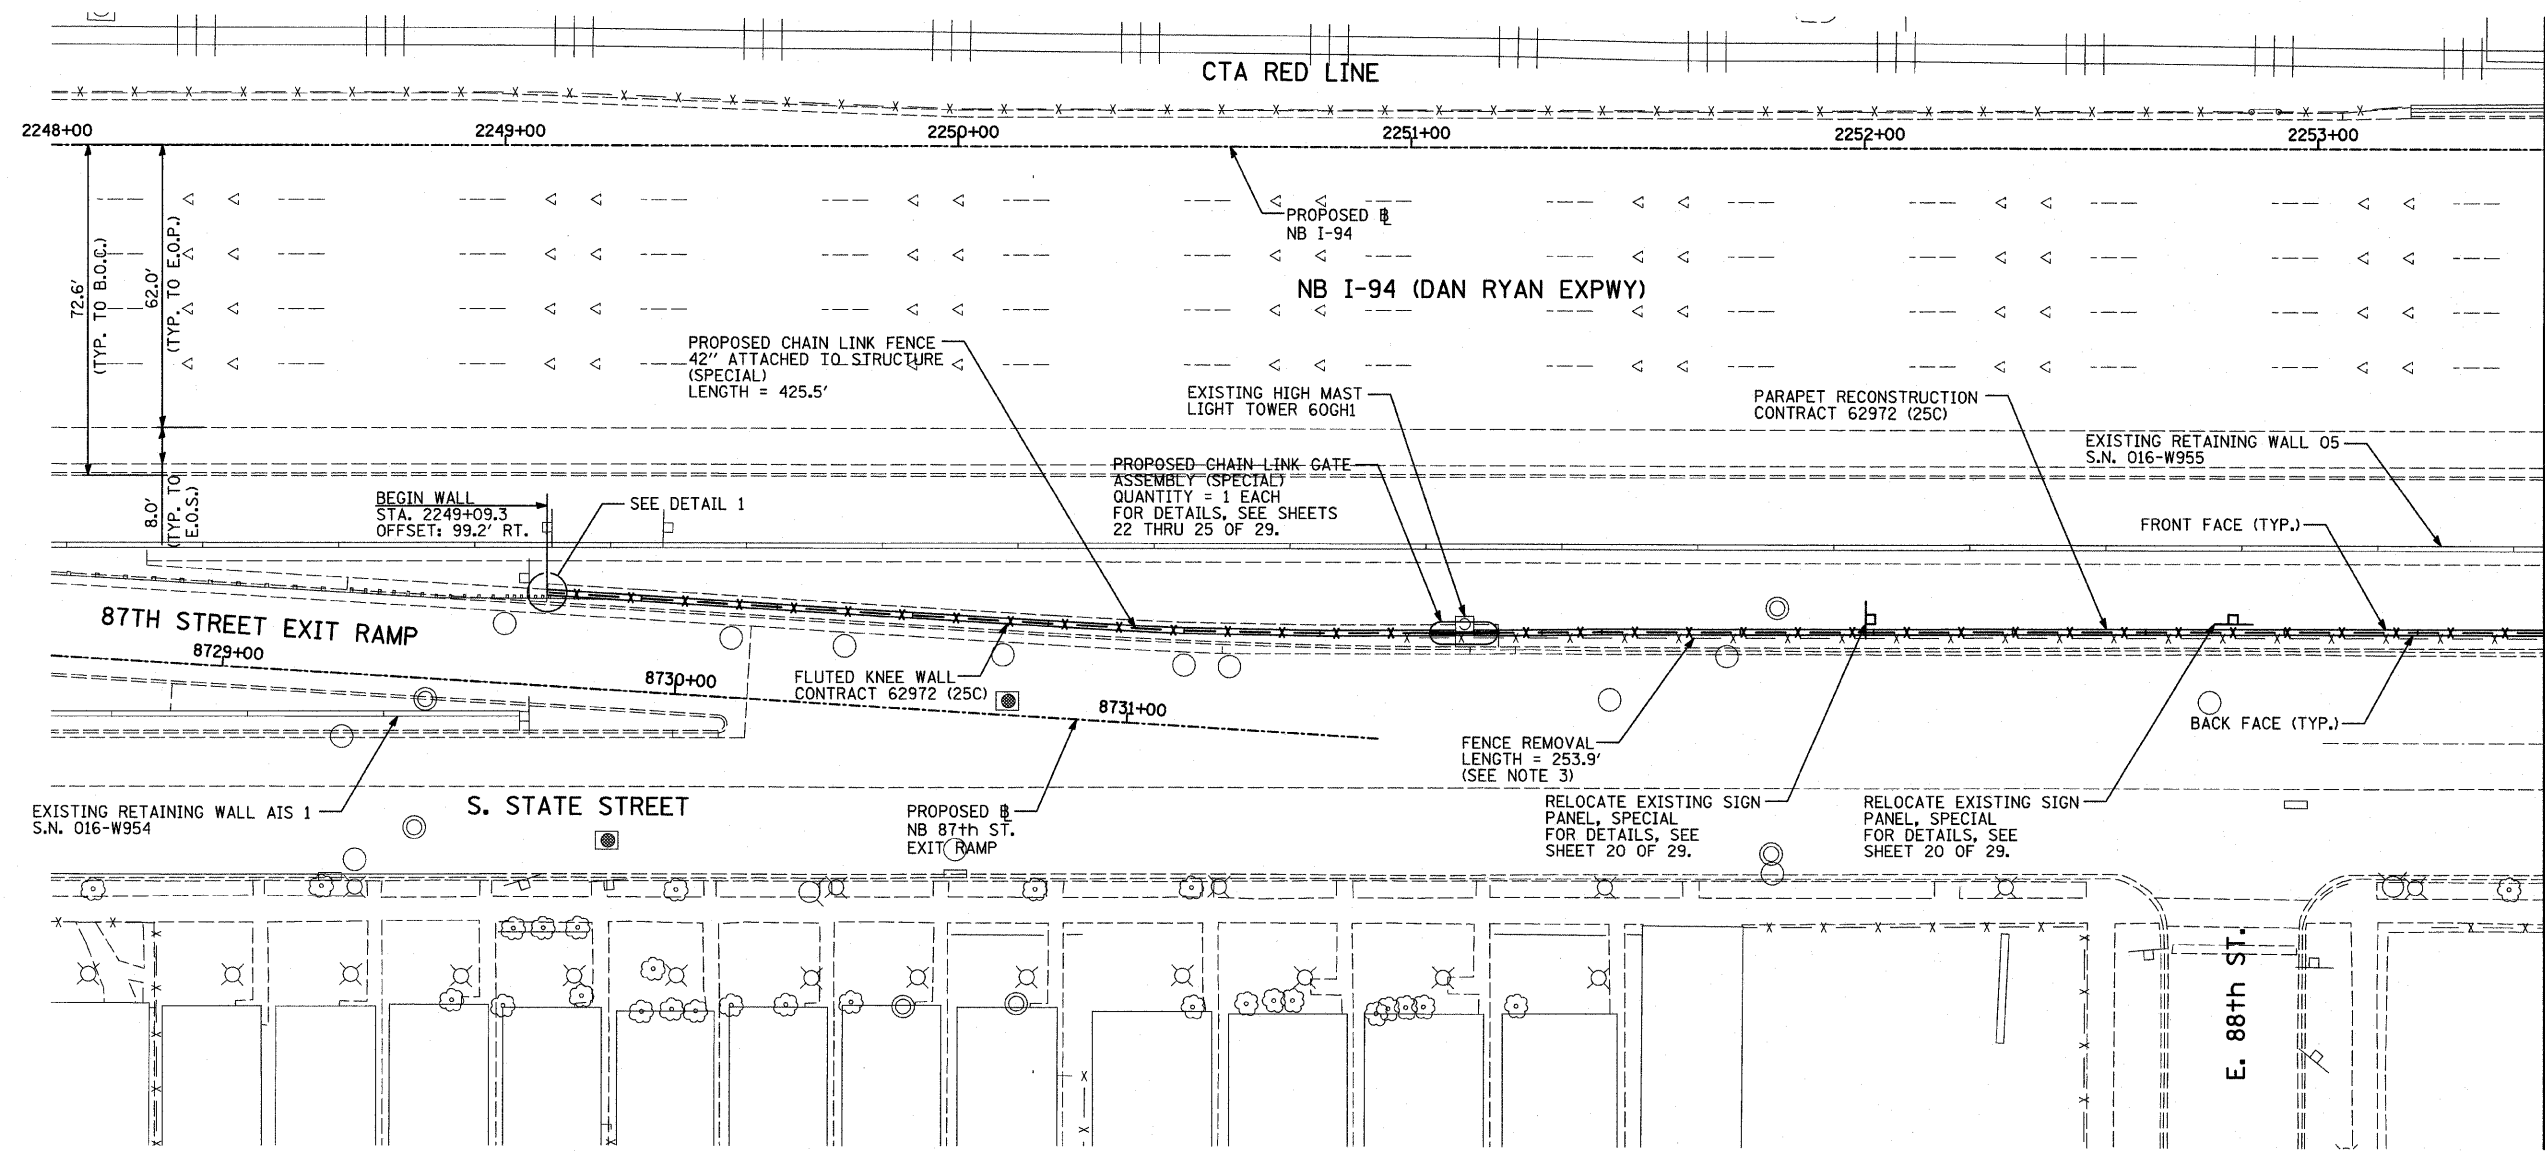 CTA RED LINE
2248+00
2249+00
2250+00
2251+00
2252+00
2253+00
PROPOSED ℄
NB I-94
NB I-94 (DAN RYAN EXPWY)
72.6'
(TYP. TO B.O.C.)
62.0'
(TYP. TO E.O.P.)
8.0'
(TYP. TO
E.O.S.)
PROPOSED CHAIN LINK FENCE
42" ATTACHED TO STRUCTURE
(SPECIAL)
LENGTH = 425.5'
EXISTING HIGH MAST
LIGHT TOWER 60GH1
PARAPET RECONSTRUCTION
CONTRACT 62972 (25C)
EXISTING RETAINING WALL 05
S.N. 016-W955
PROPOSED CHAIN LINK GATE
ASSEMBLY (SPECIAL)
QUANTITY = 1 EACH
FOR DETAILS, SEE SHEETS
22 THRU 25 OF 29.
BEGIN WALL
STA. 2249+09.3
OFFSET: 99.2' RT.
SEE DETAIL 1
FRONT FACE (TYP.)
87TH STREET EXIT RAMP
8729+00
8730+00
8731+00
FLUTED KNEE WALL
CONTRACT 62972 (25C)
BACK FACE (TYP.)
FENCE REMOVAL
LENGTH = 253.9'
(SEE NOTE 3)
EXISTING RETAINING WALL AIS 1
S.N. 016-W954
S. STATE STREET
PROPOSED ℄
NB 87th ST.
EXIT RAMP
RELOCATE EXISTING SIGN
PANEL, SPECIAL
FOR DETAILS, SEE
SHEET 20 OF 29.
RELOCATE EXISTING SIGN
PANEL, SPECIAL
FOR DETAILS, SEE
SHEET 20 OF 29.
E. 88th ST.